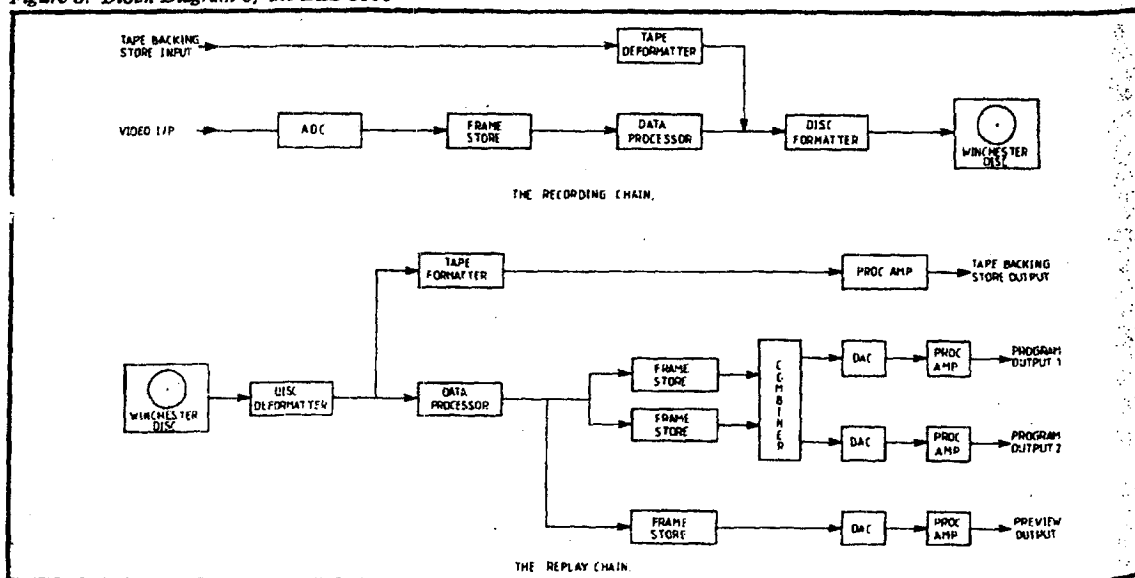 TAPE BACKING
STORE INPUT
TAPE
DEFORMATTER
VIDEO I/P
ADC
FRAME
STORE
DATA
PROCESSOR
DISC
FORMATTER
WINCHESTER
DISC
THE RECORDING CHAIN.
TAPE
FORMATTER
PROC AMP
TAPE BACKING
STORE OUTPUT
WINCHESTER
DISC
DISC
DEFORMATTER
DATA
PROCESSOR
FRAME
STORE
FRAME
STORE
COMBINER
DAC
PROC
AMP
PROGRAM
OUTPUT 1
DAC
PROC
AMP
PROGRAM
OUTPUT 2
FRAME
STORE
DAC
PROC
AMP
PREVIEW
OUTPUT
THE REPLAY CHAIN.